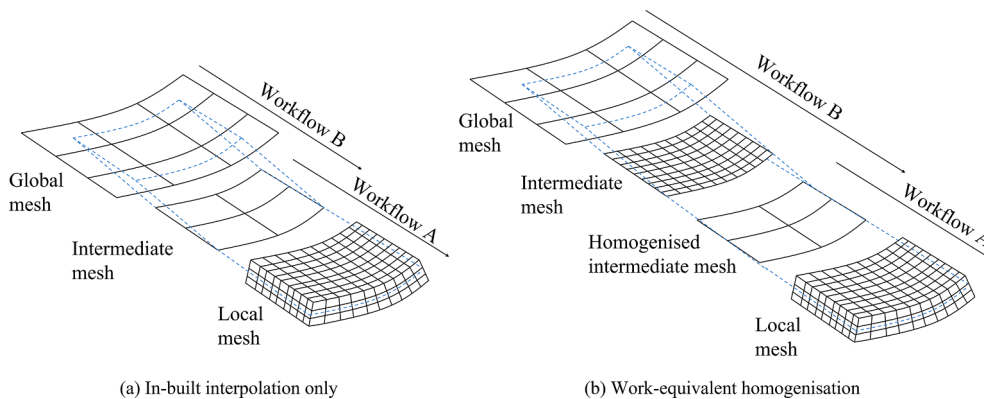 Workflow B
Workflow A
Global
mesh
Intermediate
mesh
Local
mesh
(a) In-built interpolation only
Workflow B
Workflow A
Global
mesh
Intermediate
mesh
Homogenised
intermediate mesh
Local
mesh
(b) Work-equivalent homogenisation